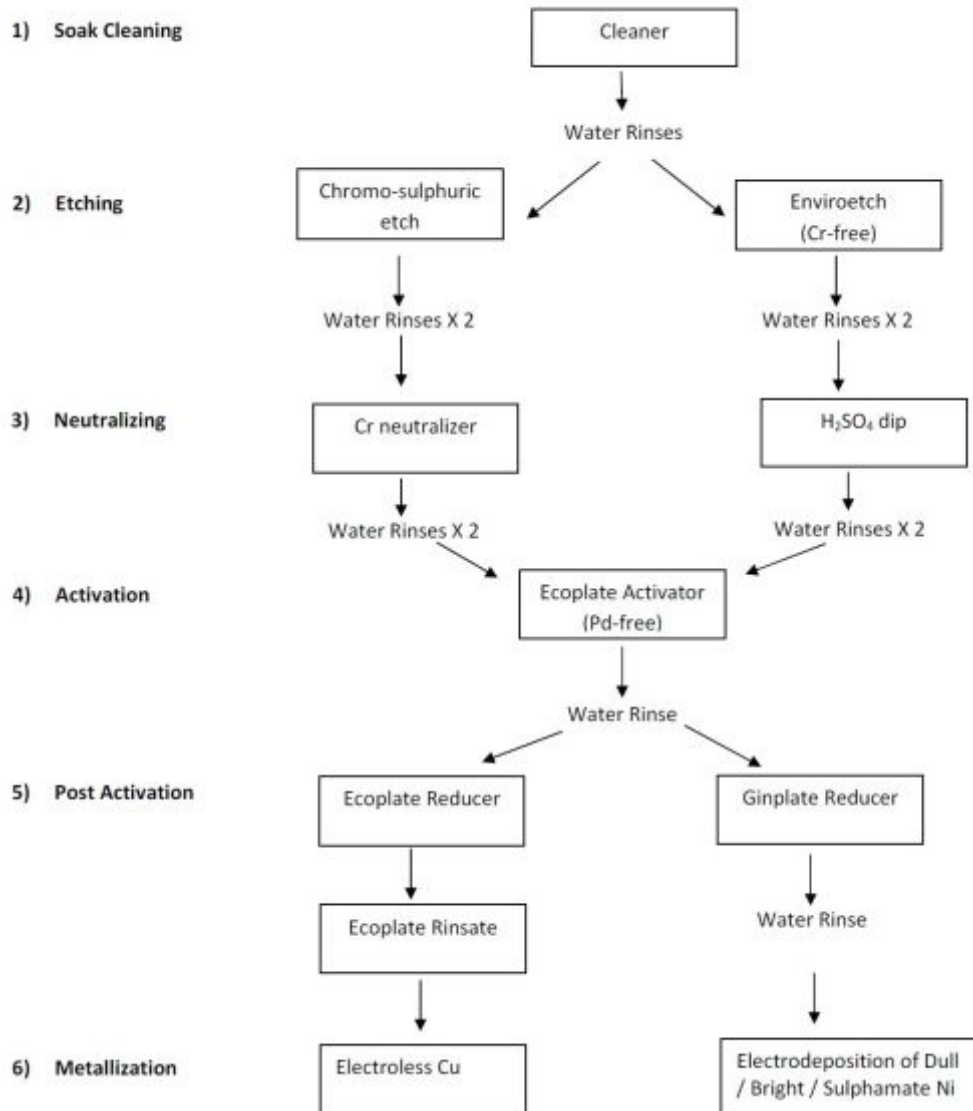 1) Soak Cleaning
Cleaner
Water Rinses
2) Etching
Chromo-sulphuric
etch
Enviroetch
(Cr-free)
Water Rinses X 2
Water Rinses X 2
3) Neutralizing
Cr neutralizer
H₂SO₄ dip
Water Rinses X 2
Water Rinses X 2
4) Activation
Ecoplate Activator
(Pd-free)
Water Rinse
5) Post Activation
Ecoplate Reducer
Ginplate Reducer
Ecoplate Rinsate
Water Rinse
6) Metallization
Electroless Cu
Electrodeposition of Dull
/ Bright / Sulphamate Ni